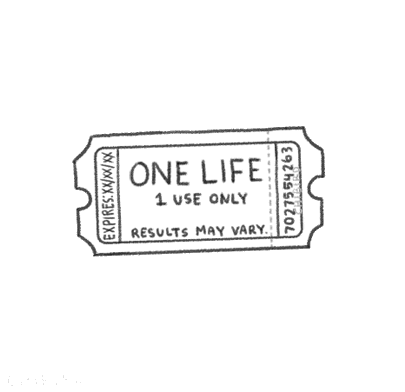 EXPIRES:XX/XX/XX
ONE LIFE
1 USE ONLY
RESULTS MAY VARY.
7027554263